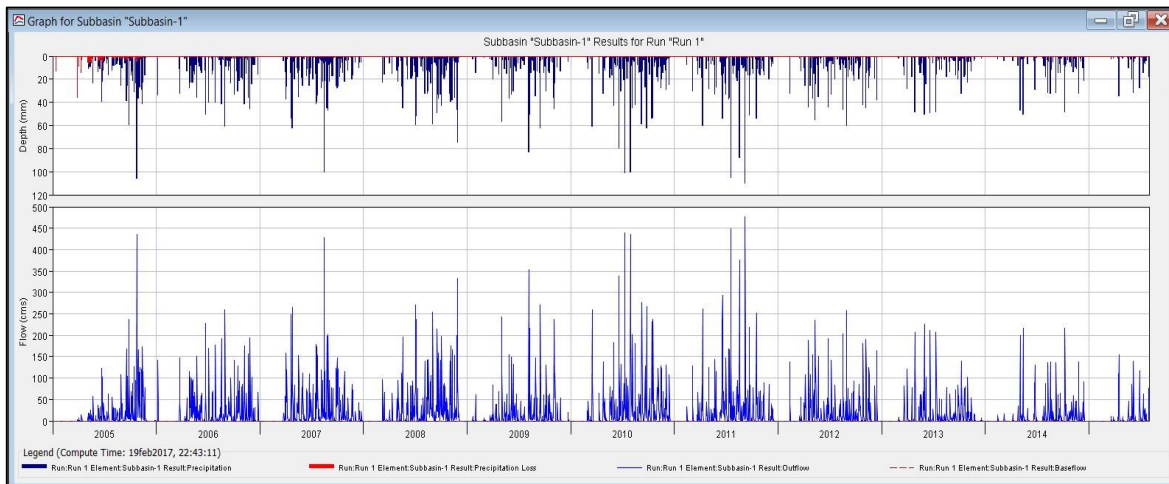 Graph for Subbasin "Subbasin-1"
Subbasin "Subbasin-1" Results for Run "Run 1"
0
20
40
60
80
100
120
Depth (mm)
500
450
400
350
300
250
200
150
100
50
0
Flow (cms)
2005 2006 2007 2008 2009 2010 2011 2012 2013 2014
Legend (Compute Time: 19feb2017, 22:43:11)
Run:Run 1 Element:Subbasin-1 Result:Precipitation Run:Run 1 Element:Subbasin-1 Result:Precipitation Loss Run:Run 1 Element:Subbasin-1 Result:Outflow Run:Run 1 Element:Subbasin-1 Result:Baseflow